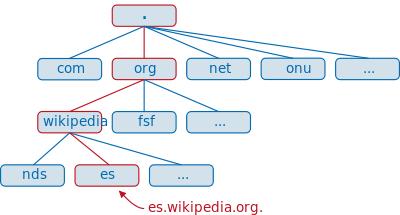 .
com org net onu ...
wikipedia fsf ...
nds es ...
es.wikipedia.org.